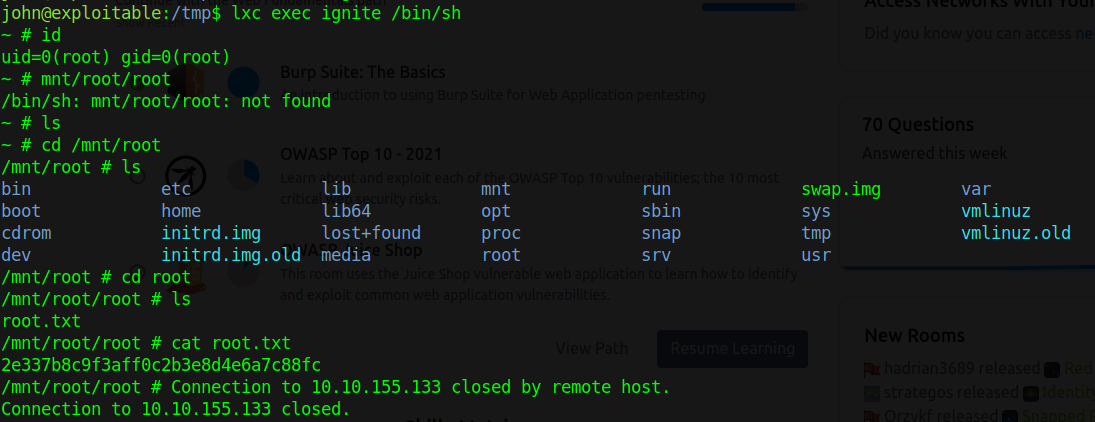 john@exploitable:/tmp$ lxc exec ignite /bin/sh
~ # id
uid=0(root) gid=0(root)
~ # mnt/root/root
/bin/sh: mnt/root/root: not found
~ # ls
~ # cd /mnt/root
/mnt/root # ls
bin etc lib mnt run swap.img var
boot home lib64 opt sbin sys vmlinuz
cdrom initrd.img lost+found proc snap tmp vmlinuz.old
dev initrd.img.old media root srv usr
/mnt/root # cd root
/mnt/root/root # ls
root.txt
/mnt/root/root # cat root.txt
2e337b8c9f3aff0c2b3e8d4e6a7c88fc
/mnt/root/root # Connection to 10.10.155.133 closed by remote host.
Connection to 10.10.155.133 closed.
Burp Suite: The Basics
introduction to using Burp Suite for Web Application pentesting
OWASP Top 10 - 2021
Learn about and exploit each of the OWASP Top 10 vulnerabilities; the 10 most
critical web security risks.
OWASP Juice Shop
This room uses the Juice Shop vulnerable web application to learn how to identify
and exploit common web application vulnerabilities.
View Path
Resume Learning
Access Networks With Your
Did you know you can access
70 Questions
Answered this week
New Rooms
hadrian3689 released Red
strategos released Identity
Orzykf released Snapped